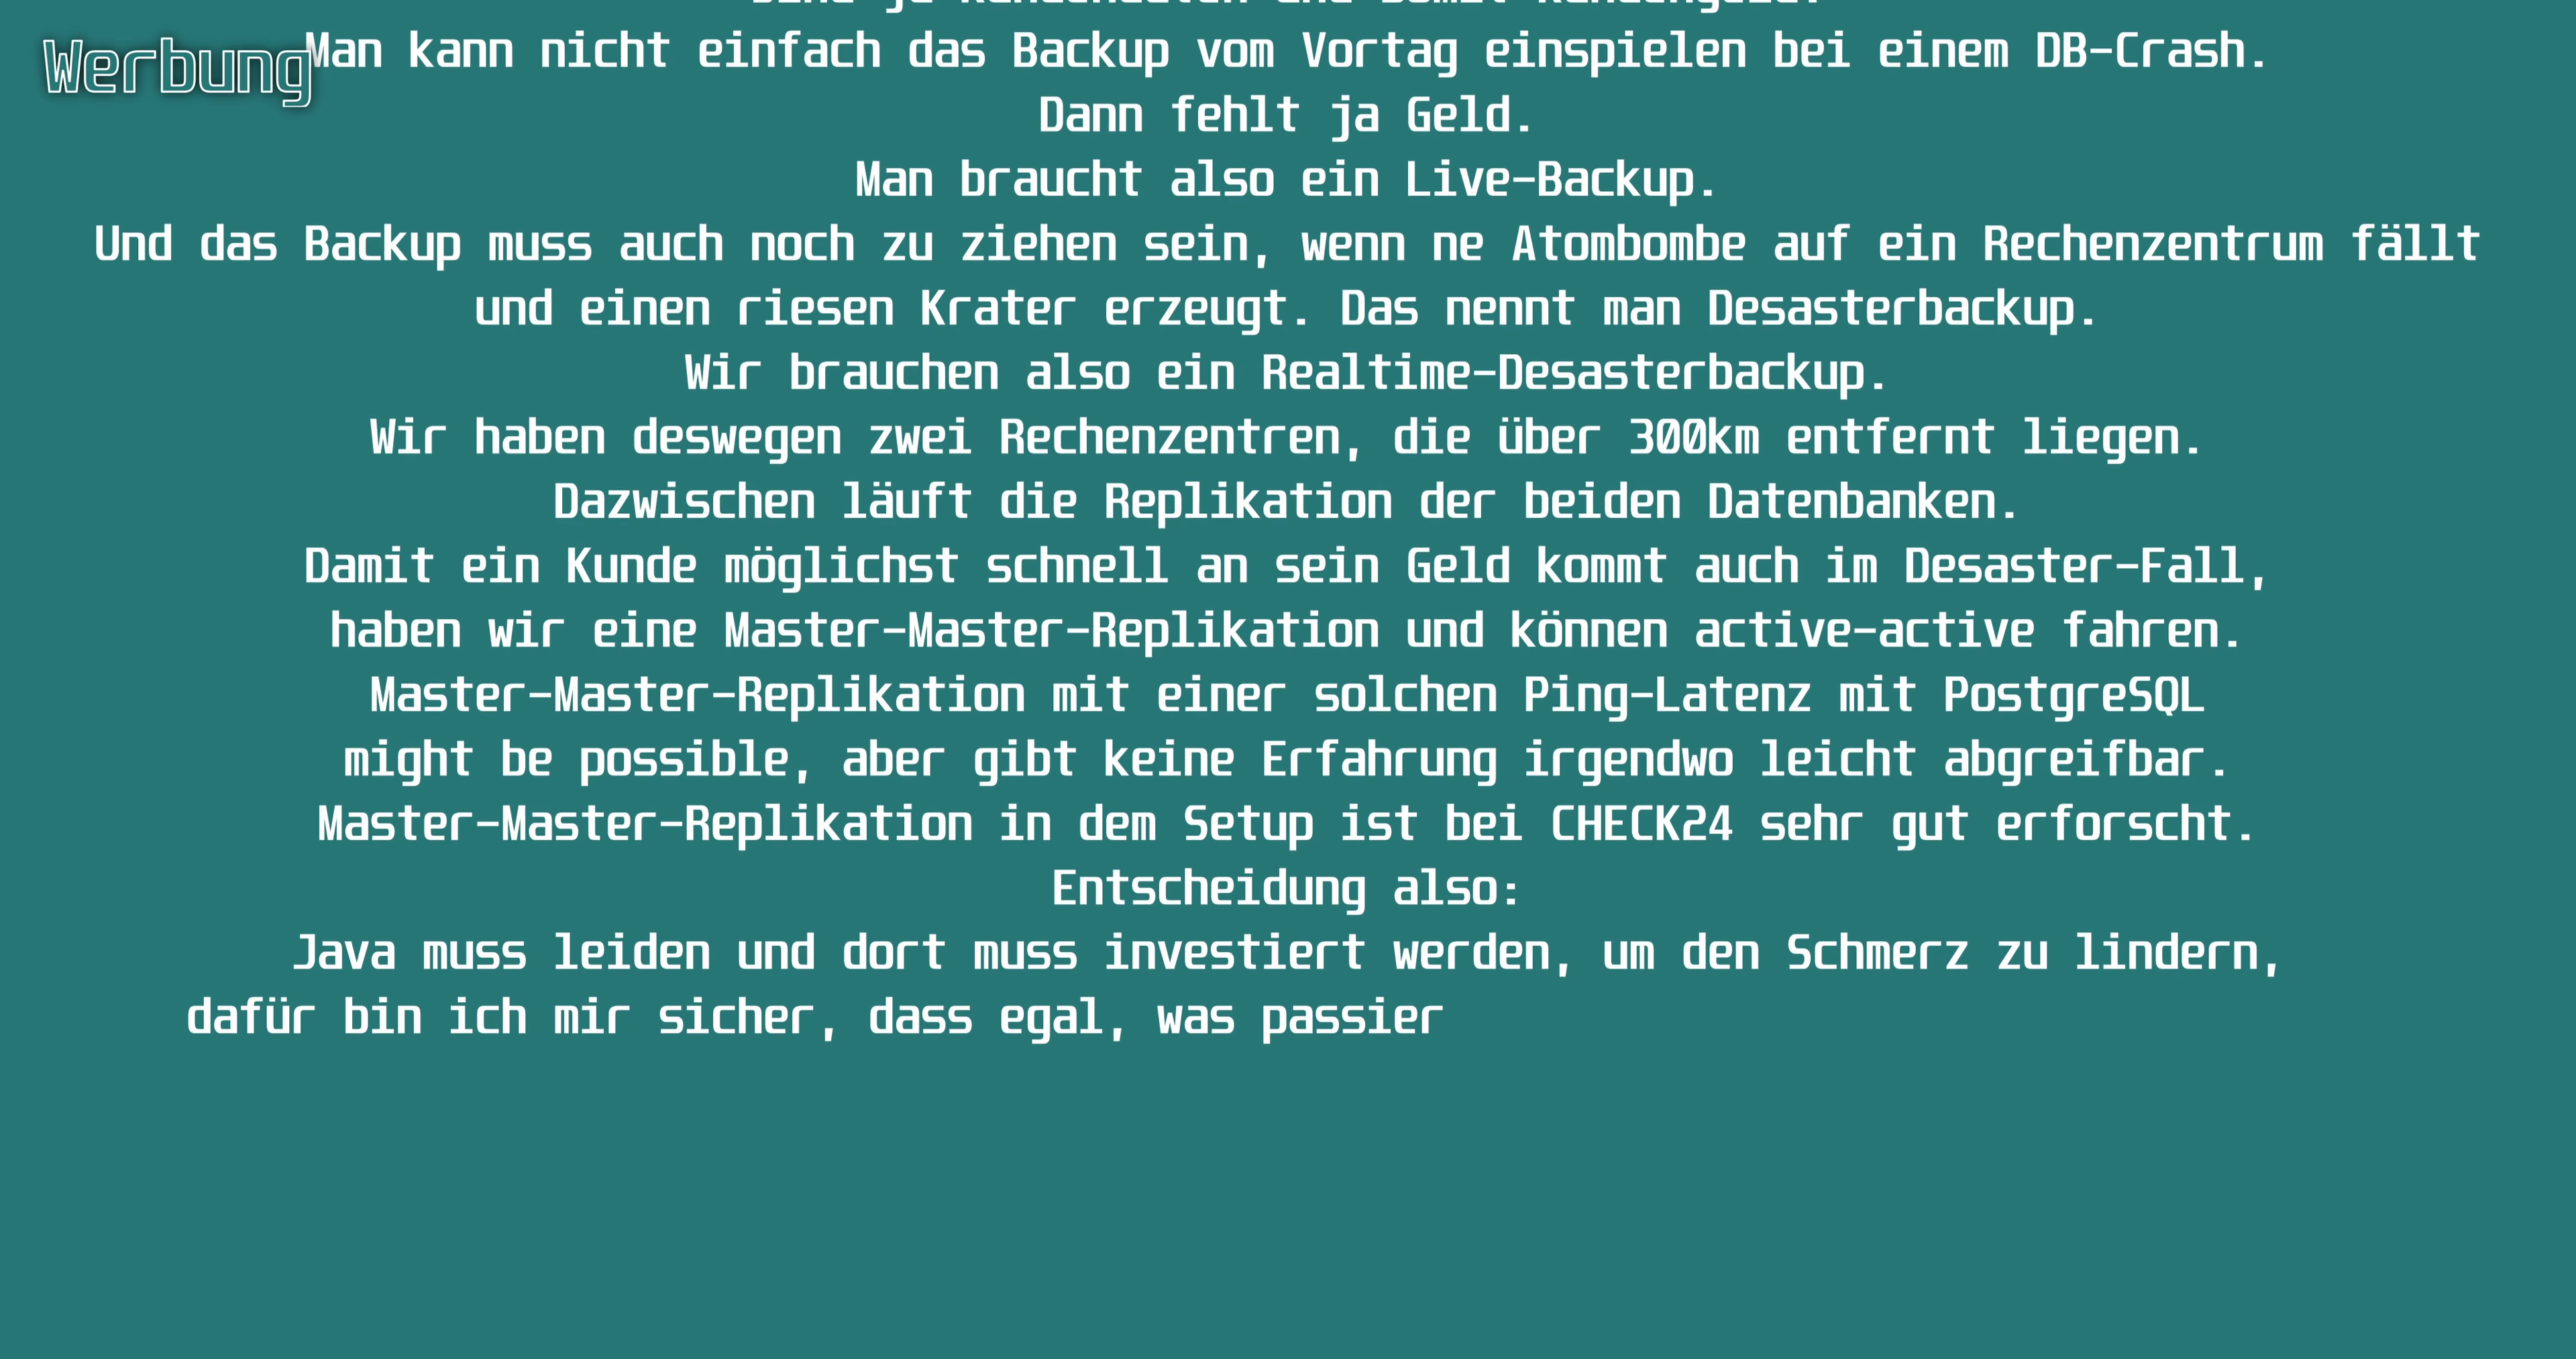 Werbung
Man kann nicht einfach das Backup vom Vortag einspielen bei einem DB-Crash.
Dann fehlt ja Geld.
Man braucht also ein Live-Backup.
Und das Backup muss auch noch zu ziehen sein, wenn ne Atombombe auf ein Rechenzentrum fällt
und einen riesen Krater erzeugt. Das nennt man Desasterbackup.
Wir brauchen also ein Realtime-Desasterbackup.
Wir haben deswegen zwei Rechenzentren, die über 300km entfernt liegen.
Dazwischen läuft die Replikation der beiden Datenbanken.
Damit ein Kunde möglichst schnell an sein Geld kommt auch im Desaster-Fall,
haben wir eine Master-Master-Replikation und können active-active fahren.
Master-Master-Replikation mit einer solchen Ping-Latenz mit PostgreSQL
might be possible, aber gibt keine Erfahrung irgendwo leicht abgreifbar.
Master-Master-Replikation in dem Setup ist bei CHECK24 sehr gut erforscht.
Entscheidung also:
Java muss leiden und dort muss investiert werden, um den Schmerz zu lindern,
dafür bin ich mir sicher, dass egal, was passier